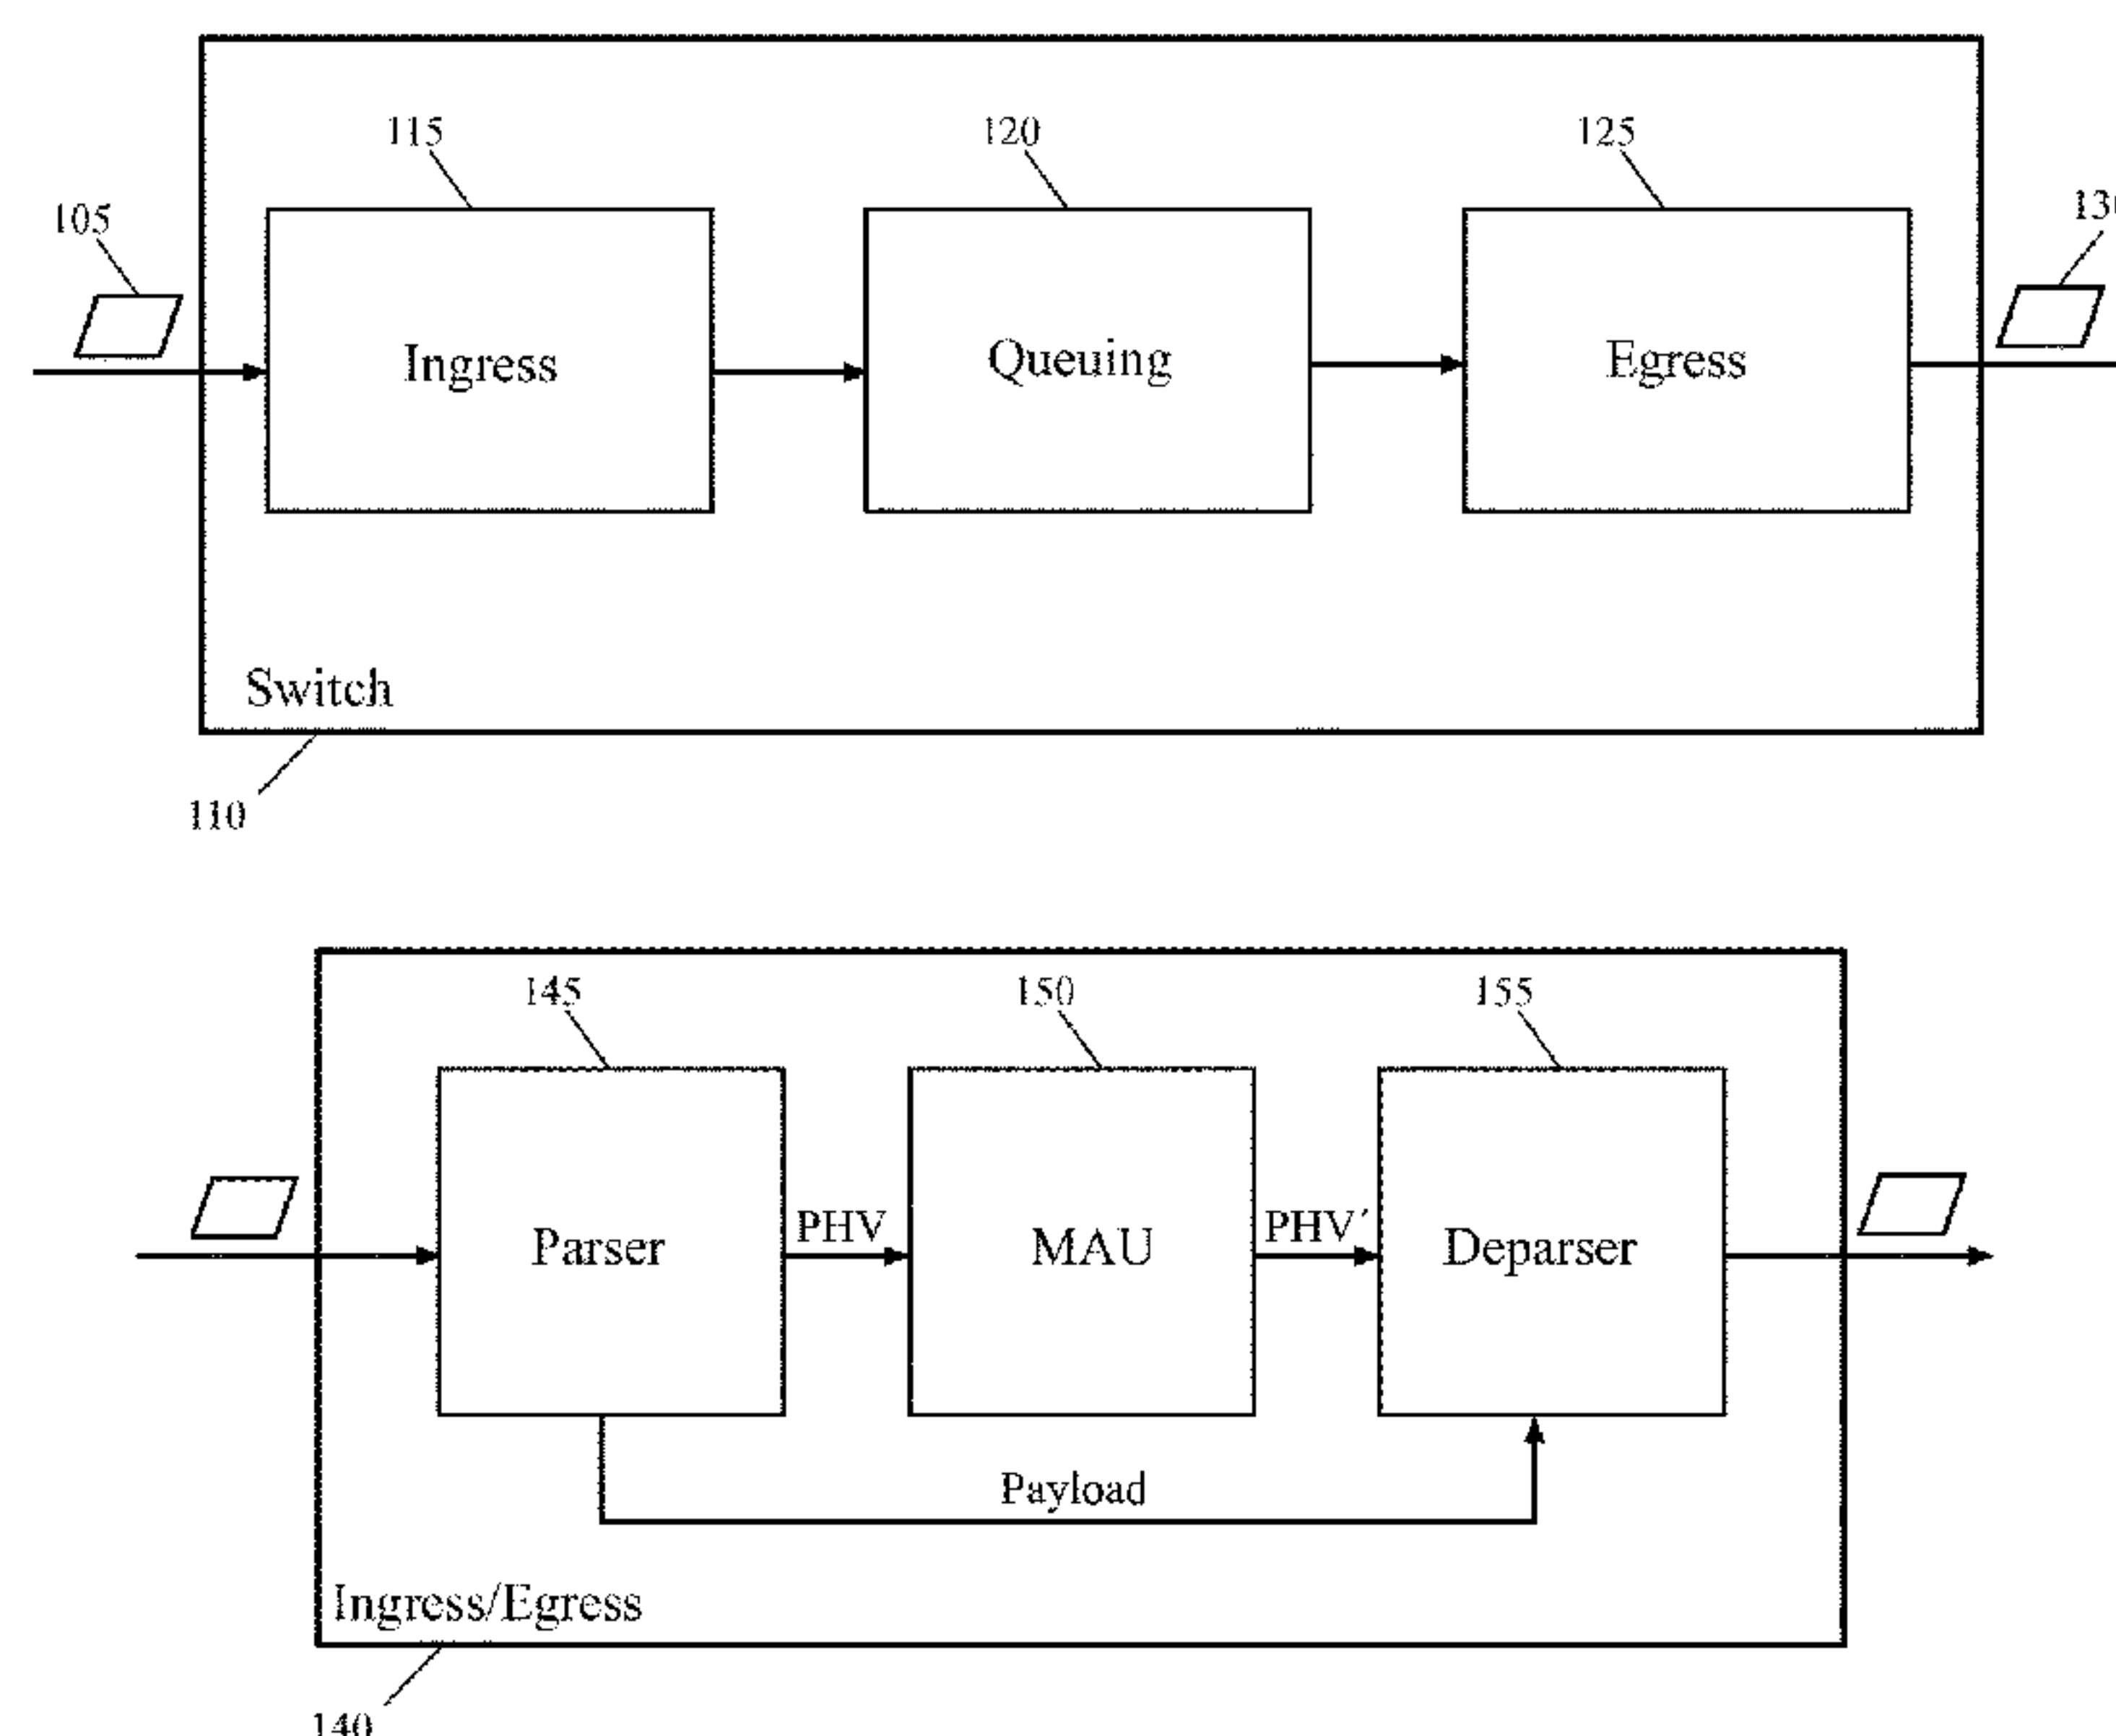 115
120
125
105
130
Ingress
Queuing
Egress
Switch
110
145
150
155
Parser
PHV
MAU
PHV´
Deparser
Payload
Ingress/Egress
140